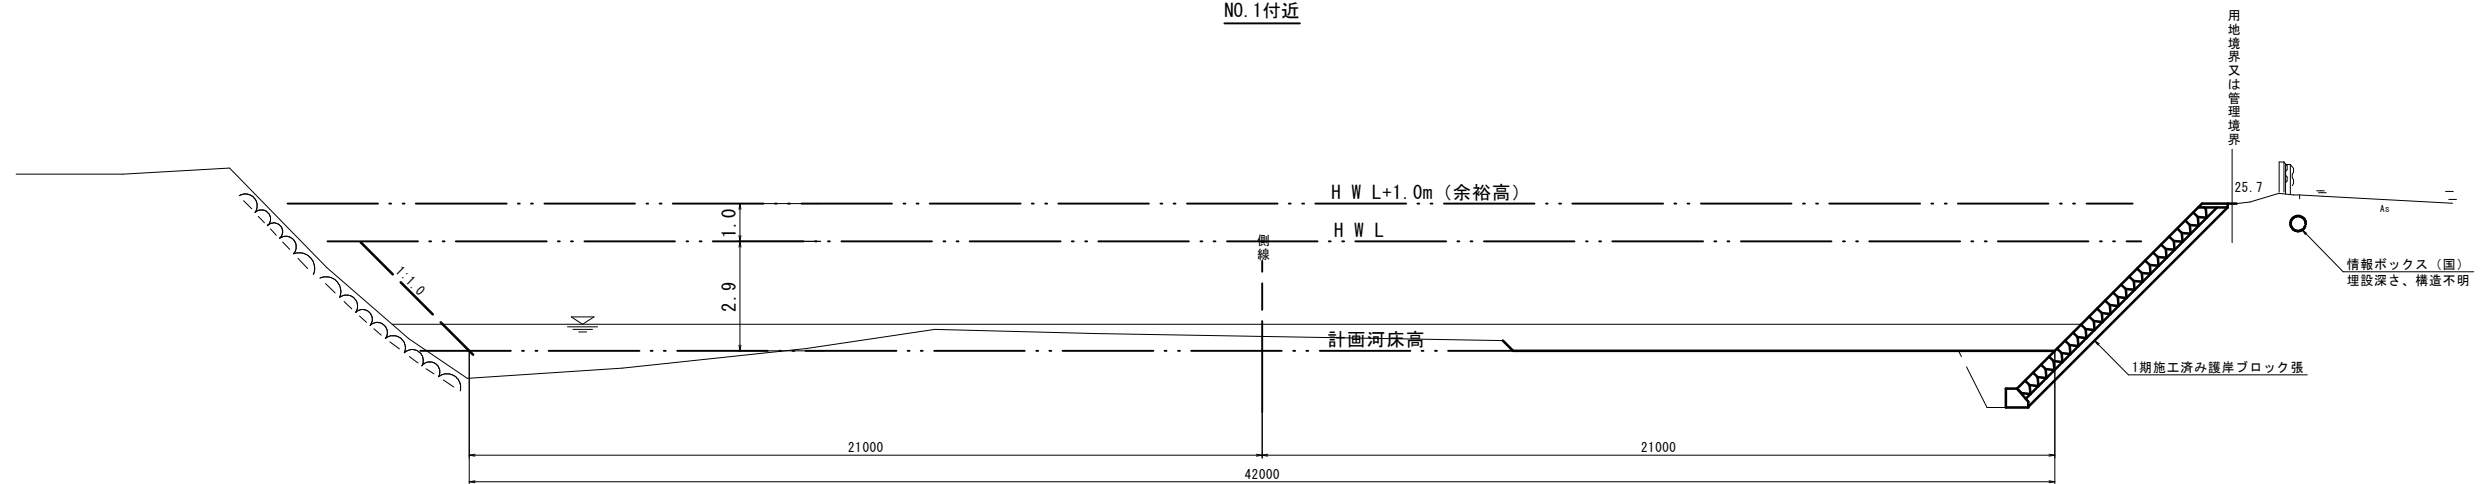 NO.1付近
用地境界又は管理境界
H W L+1.0m（余裕高）
25.7
As
1.0
H W L
側線
1:1.0
情報ボックス（国）
埋設深さ、構造不明
2.9
計画河床高
1期施工済み護岸ブロック張
21000
21000
42000